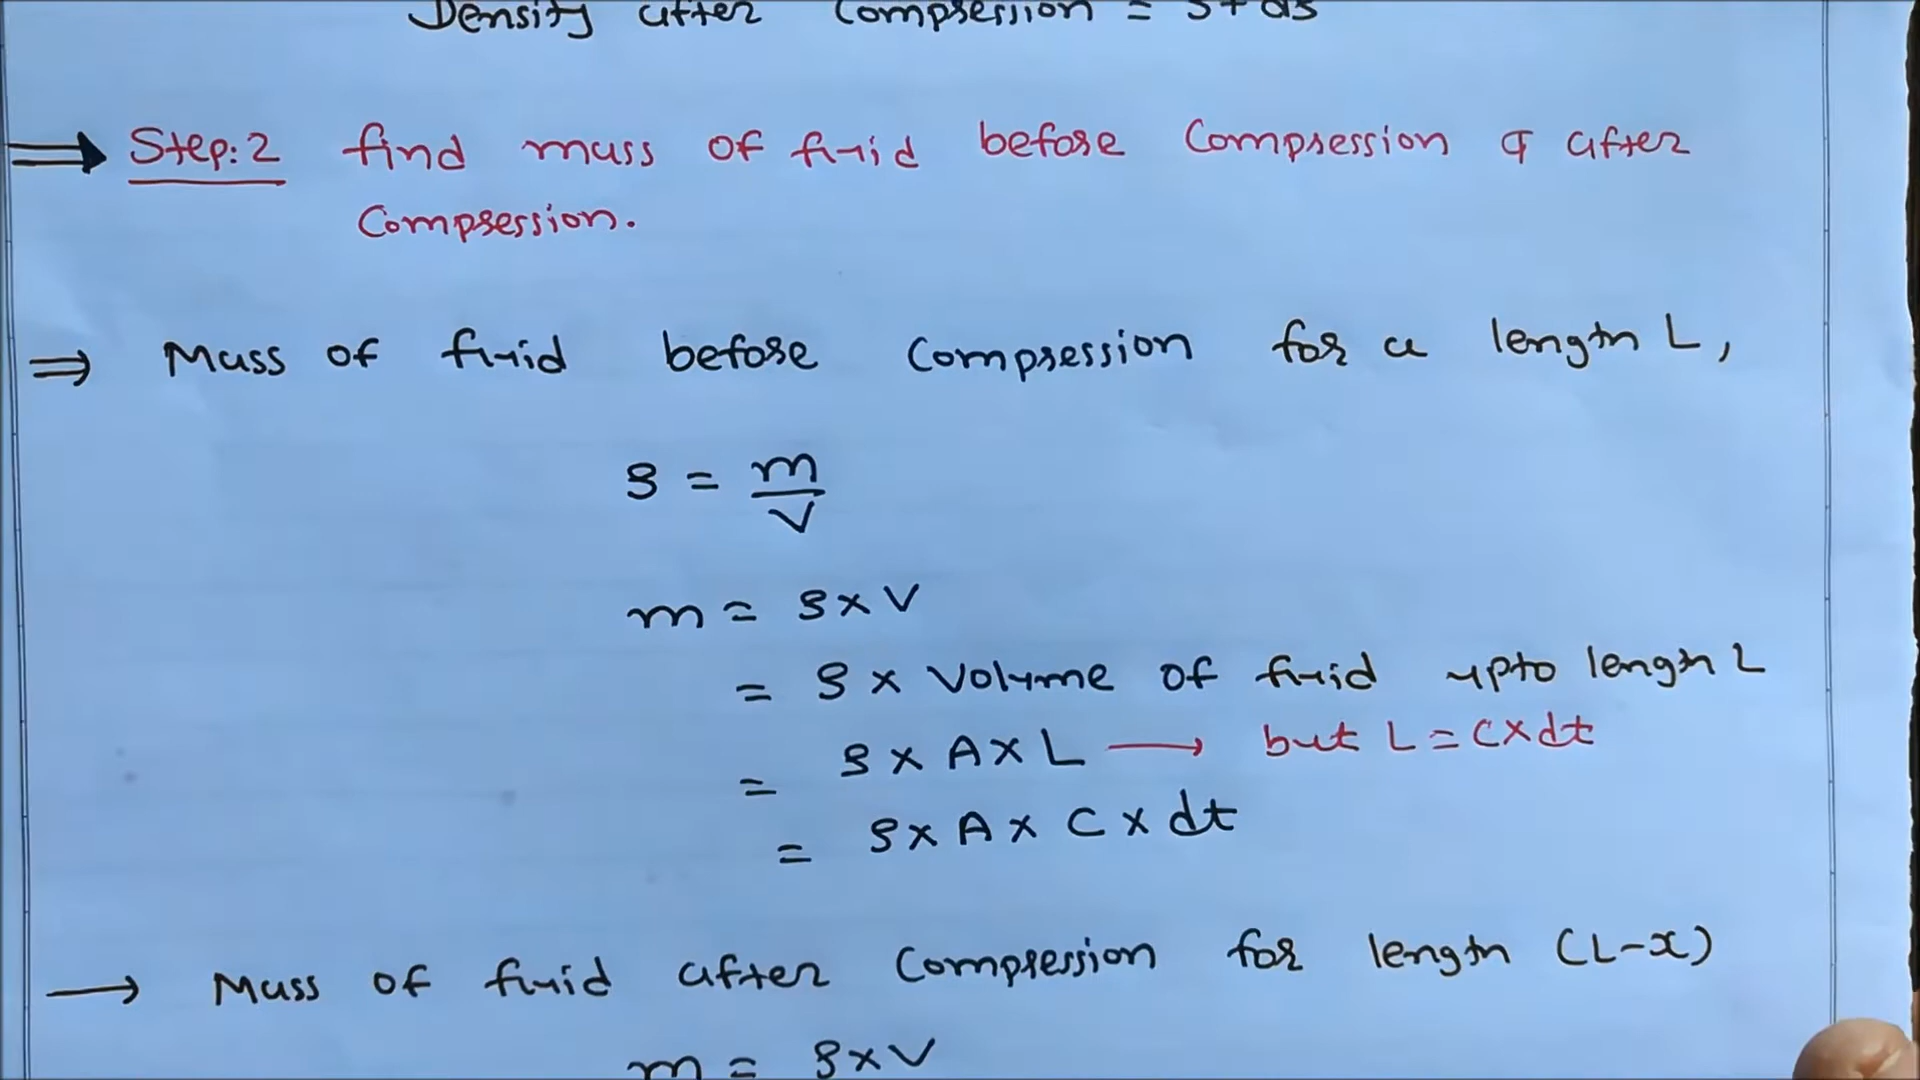 Density after Compression = ρ + dρ
⇒ Step:2 find mass of fluid before Compression & after
Compression.
⇒ Mass of fluid before Compression for a length L,
ρ = m/V
m = ρ × V
= ρ × Volume of fluid upto length L
= ρ × A × L → but L = C × dt
= ρ × A × C × dt
→ Mass of fluid after Compression for length (L-x)
m = ρ × V